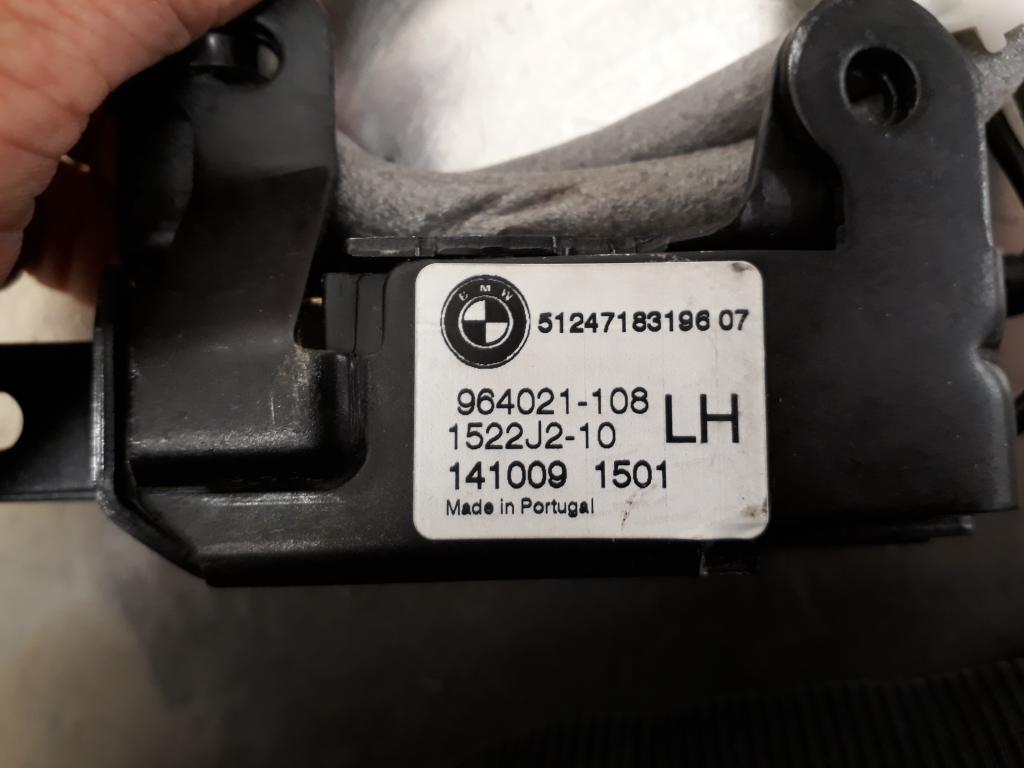 BMW
51247183196 07
964021-108
1522J2-10
LH
141009 1501
Made in Portugal